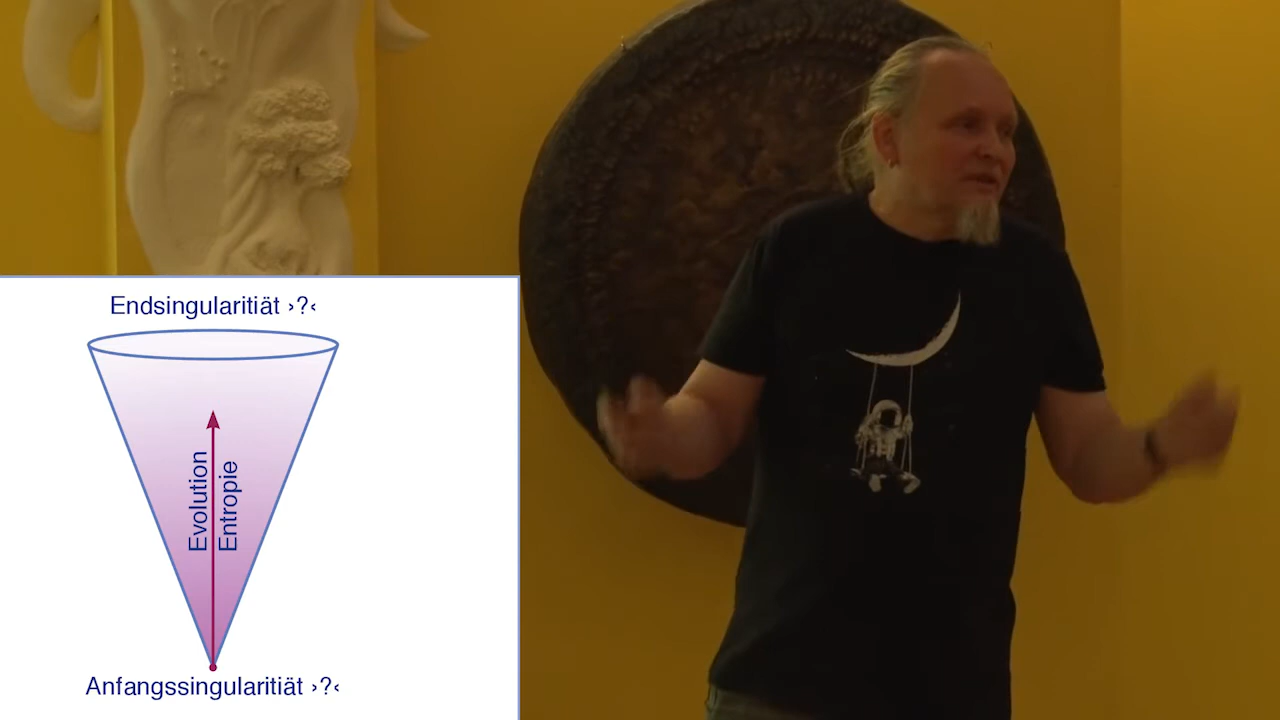 Endsingularitiät ›?‹
Evolution
Entropie
Anfangssingularitiät ›?‹